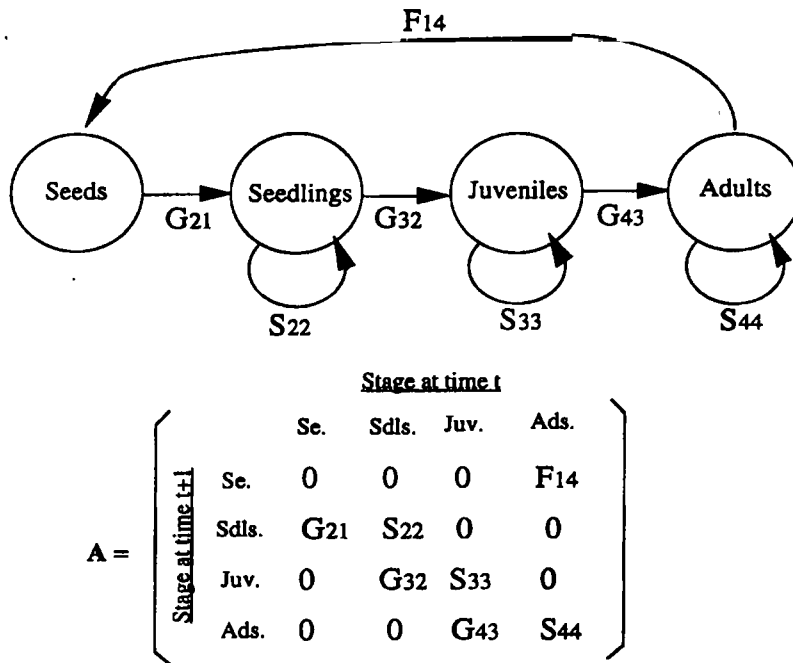 F14
Seeds Seedlings Juveniles Adults
G21 G32 G43
S22 S33 S44
Stage at time t
Se. Sdls. Juv. Ads.
Stage at time t+1
A =
Se. 0 0 0 F14
Sdls. G21 S22 0 0
Juv. 0 G32 S33 0
Ads. 0 0 G43 S44